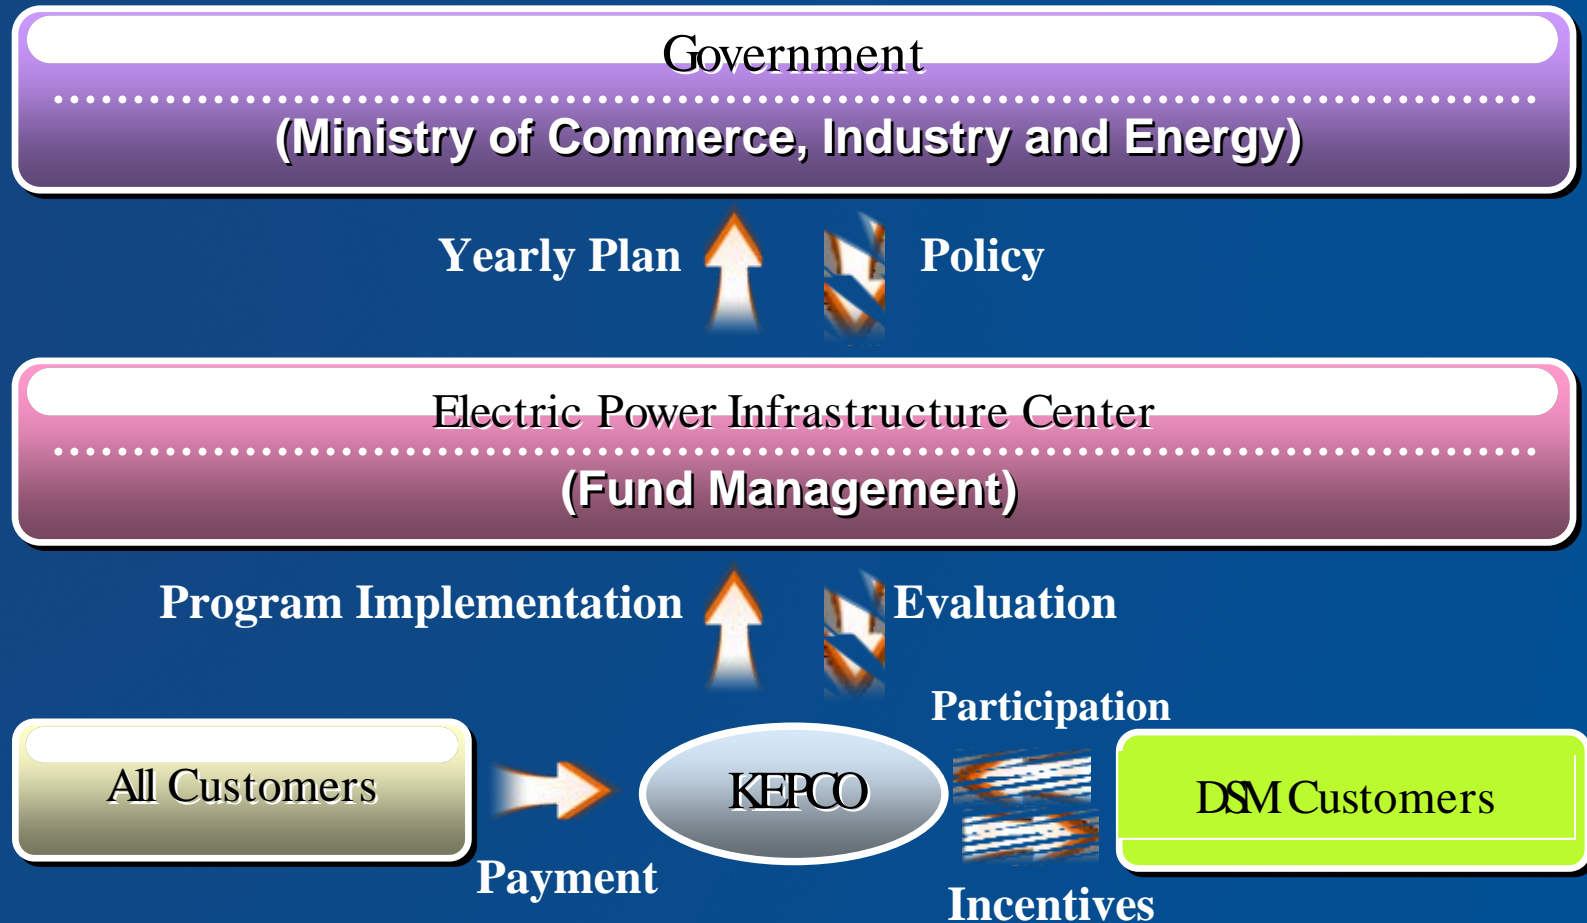 Government
(Ministry of Commerce, Industry and Energy)
Yearly Plan
Policy
Electric Power Infrastructure Center
(Fund Management)
Program Implementation
Evaluation
Participation
All Customers
KEPCO
DSM Customers
Payment
Incentives